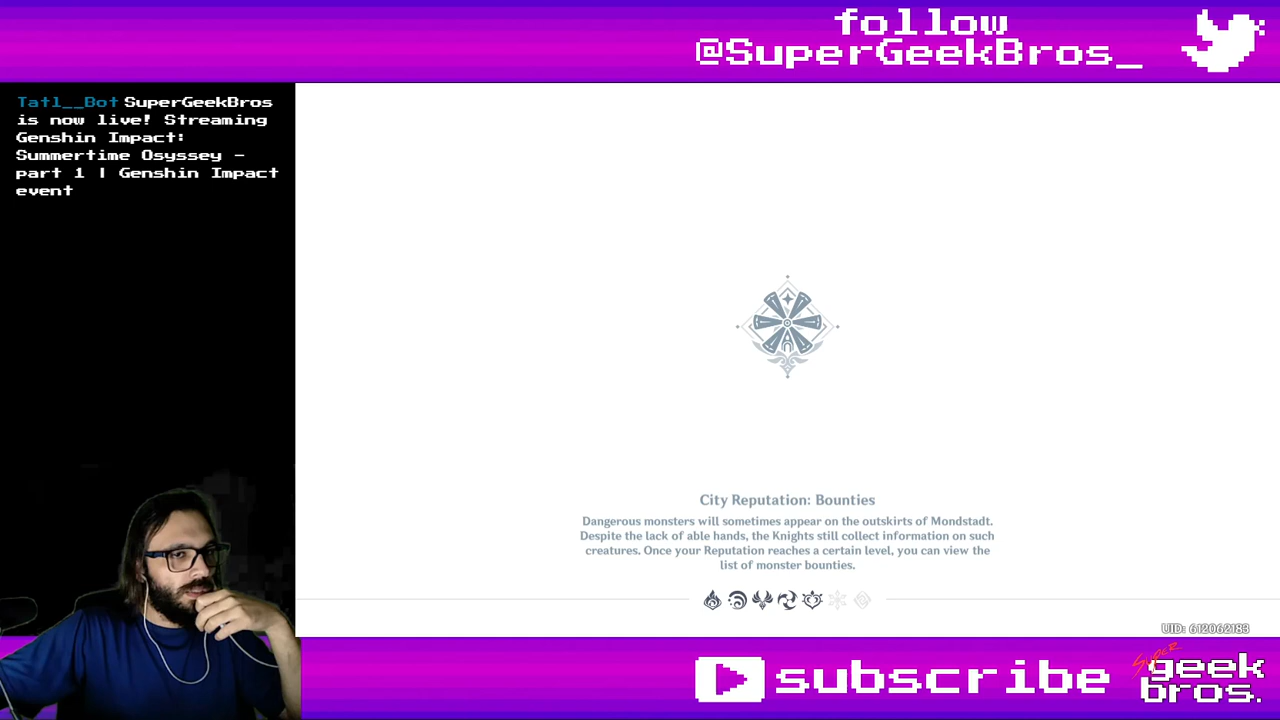 follow
@SuperGeekBros_
Tatl__Bot SuperGeekBros
is now live! Streaming
Genshin Impact:
Summertime Osyssey -
part 1 | Genshin Impact
event
City Reputation: Bounties
Dangerous monsters will sometimes appear on the outskirts of Mondstadt.
Despite the lack of able hands, the Knights still collect information on such
creatures. Once your Reputation reaches a certain level, you can view the
list of monster bounties.
UID: 612062183
subscribe
SUPER
geek
bros.